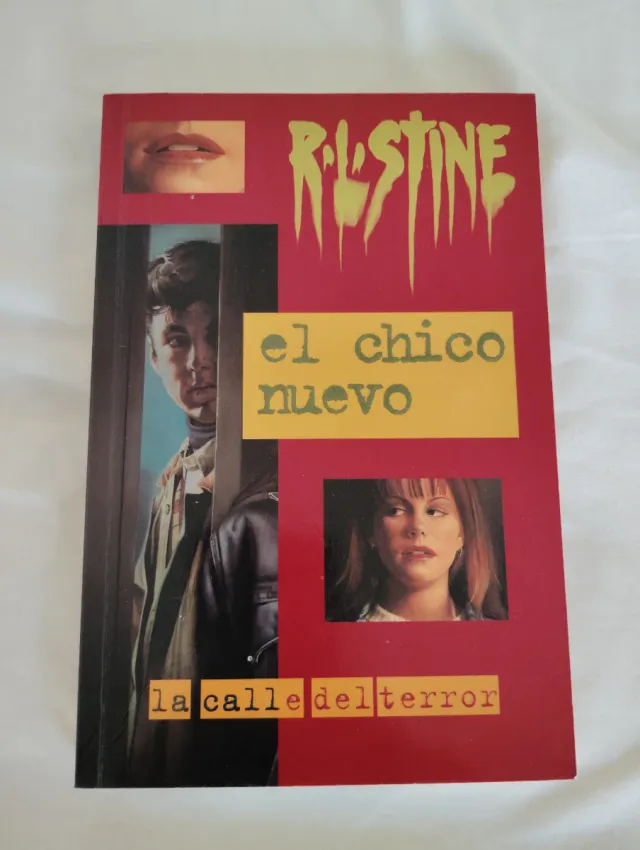 R.L.STINE
el chico
nuevo
la calle del terror